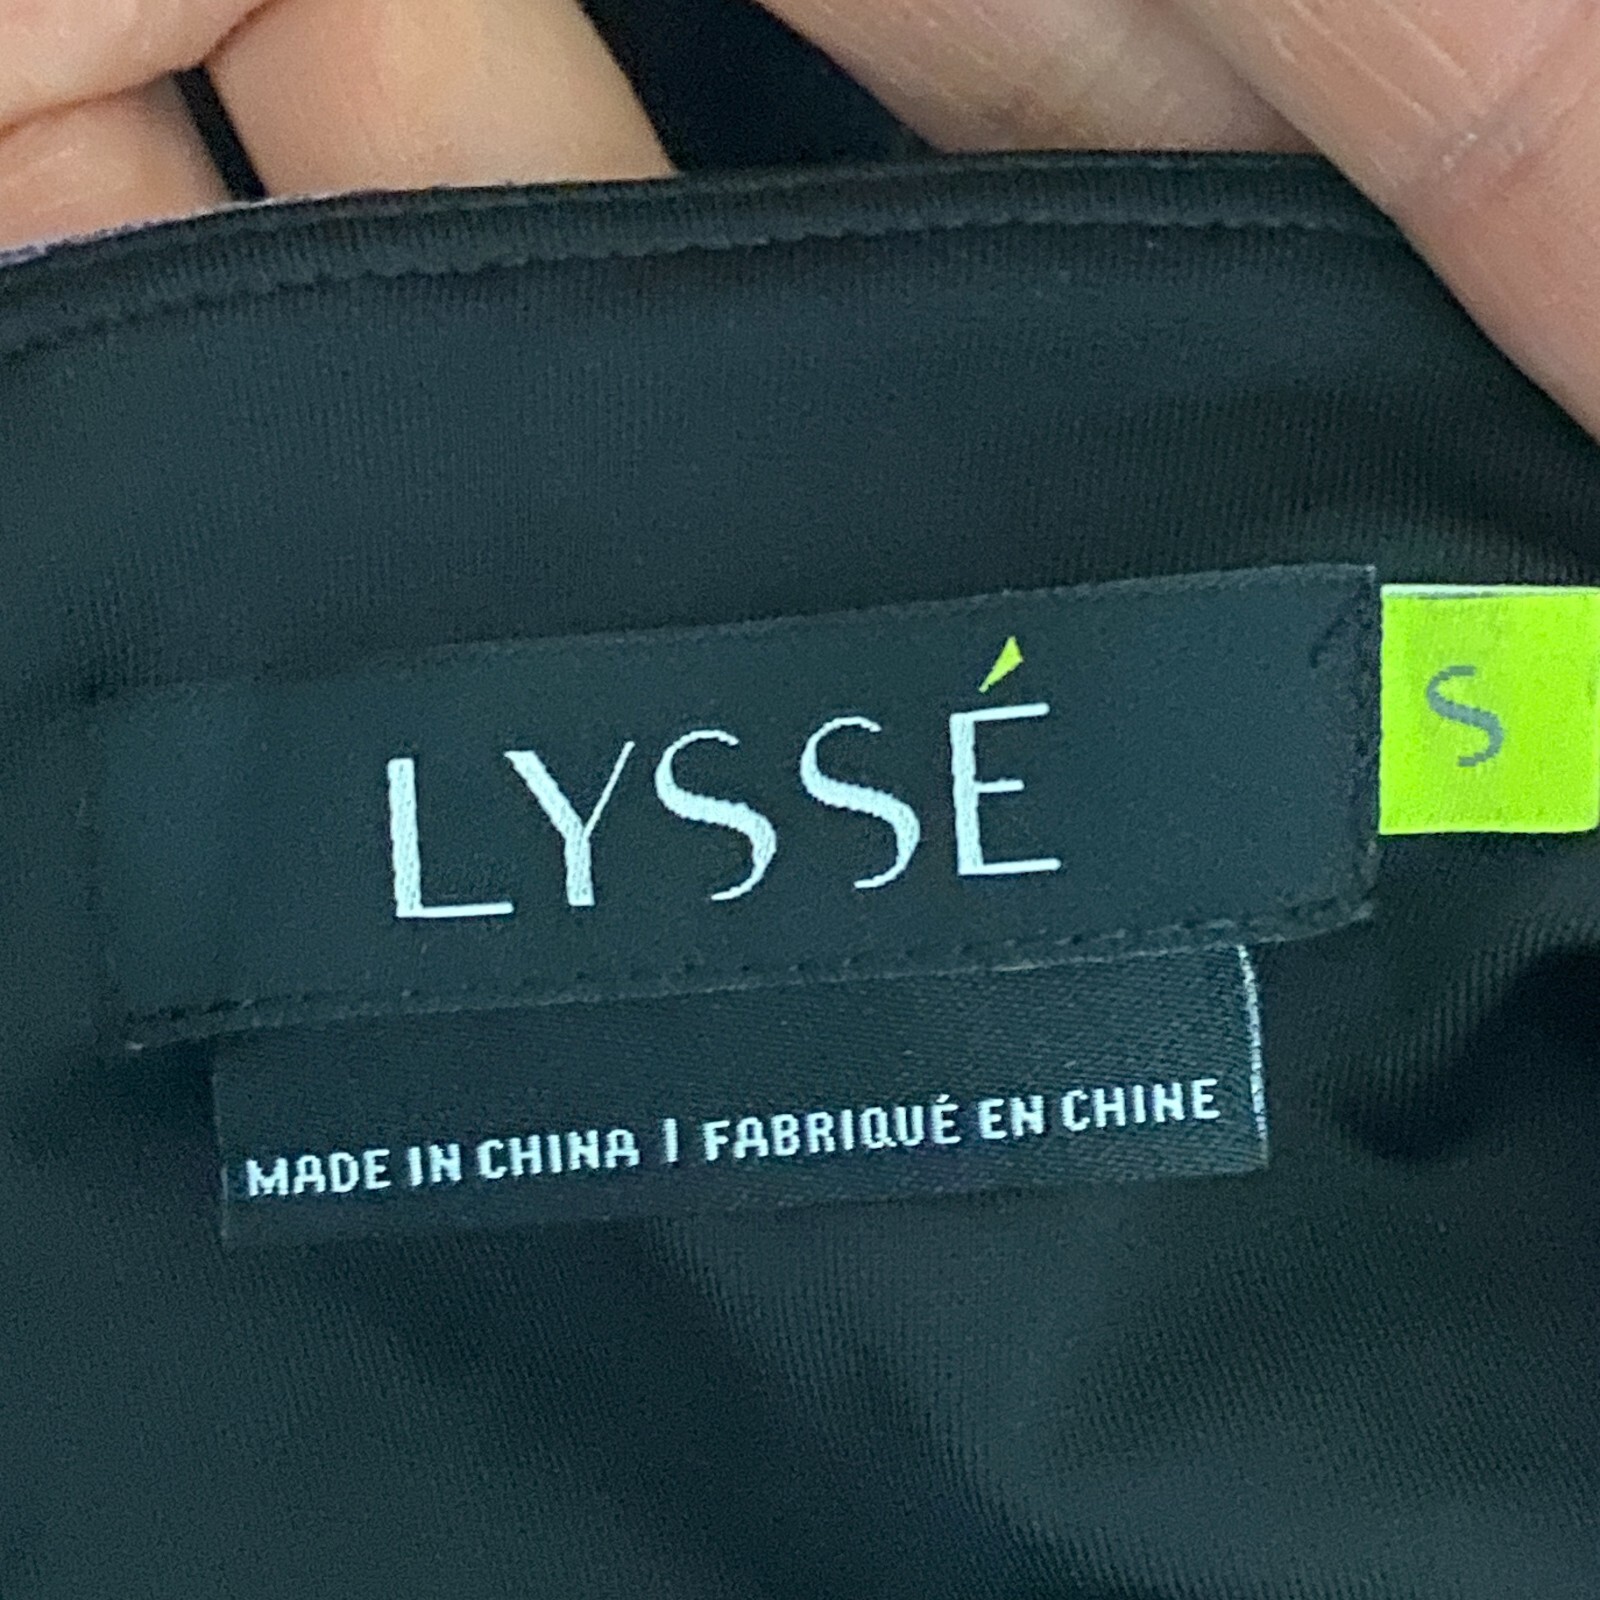 LYSSÉ
S
MADE IN CHINA | FABRIQUÉ EN CHINE